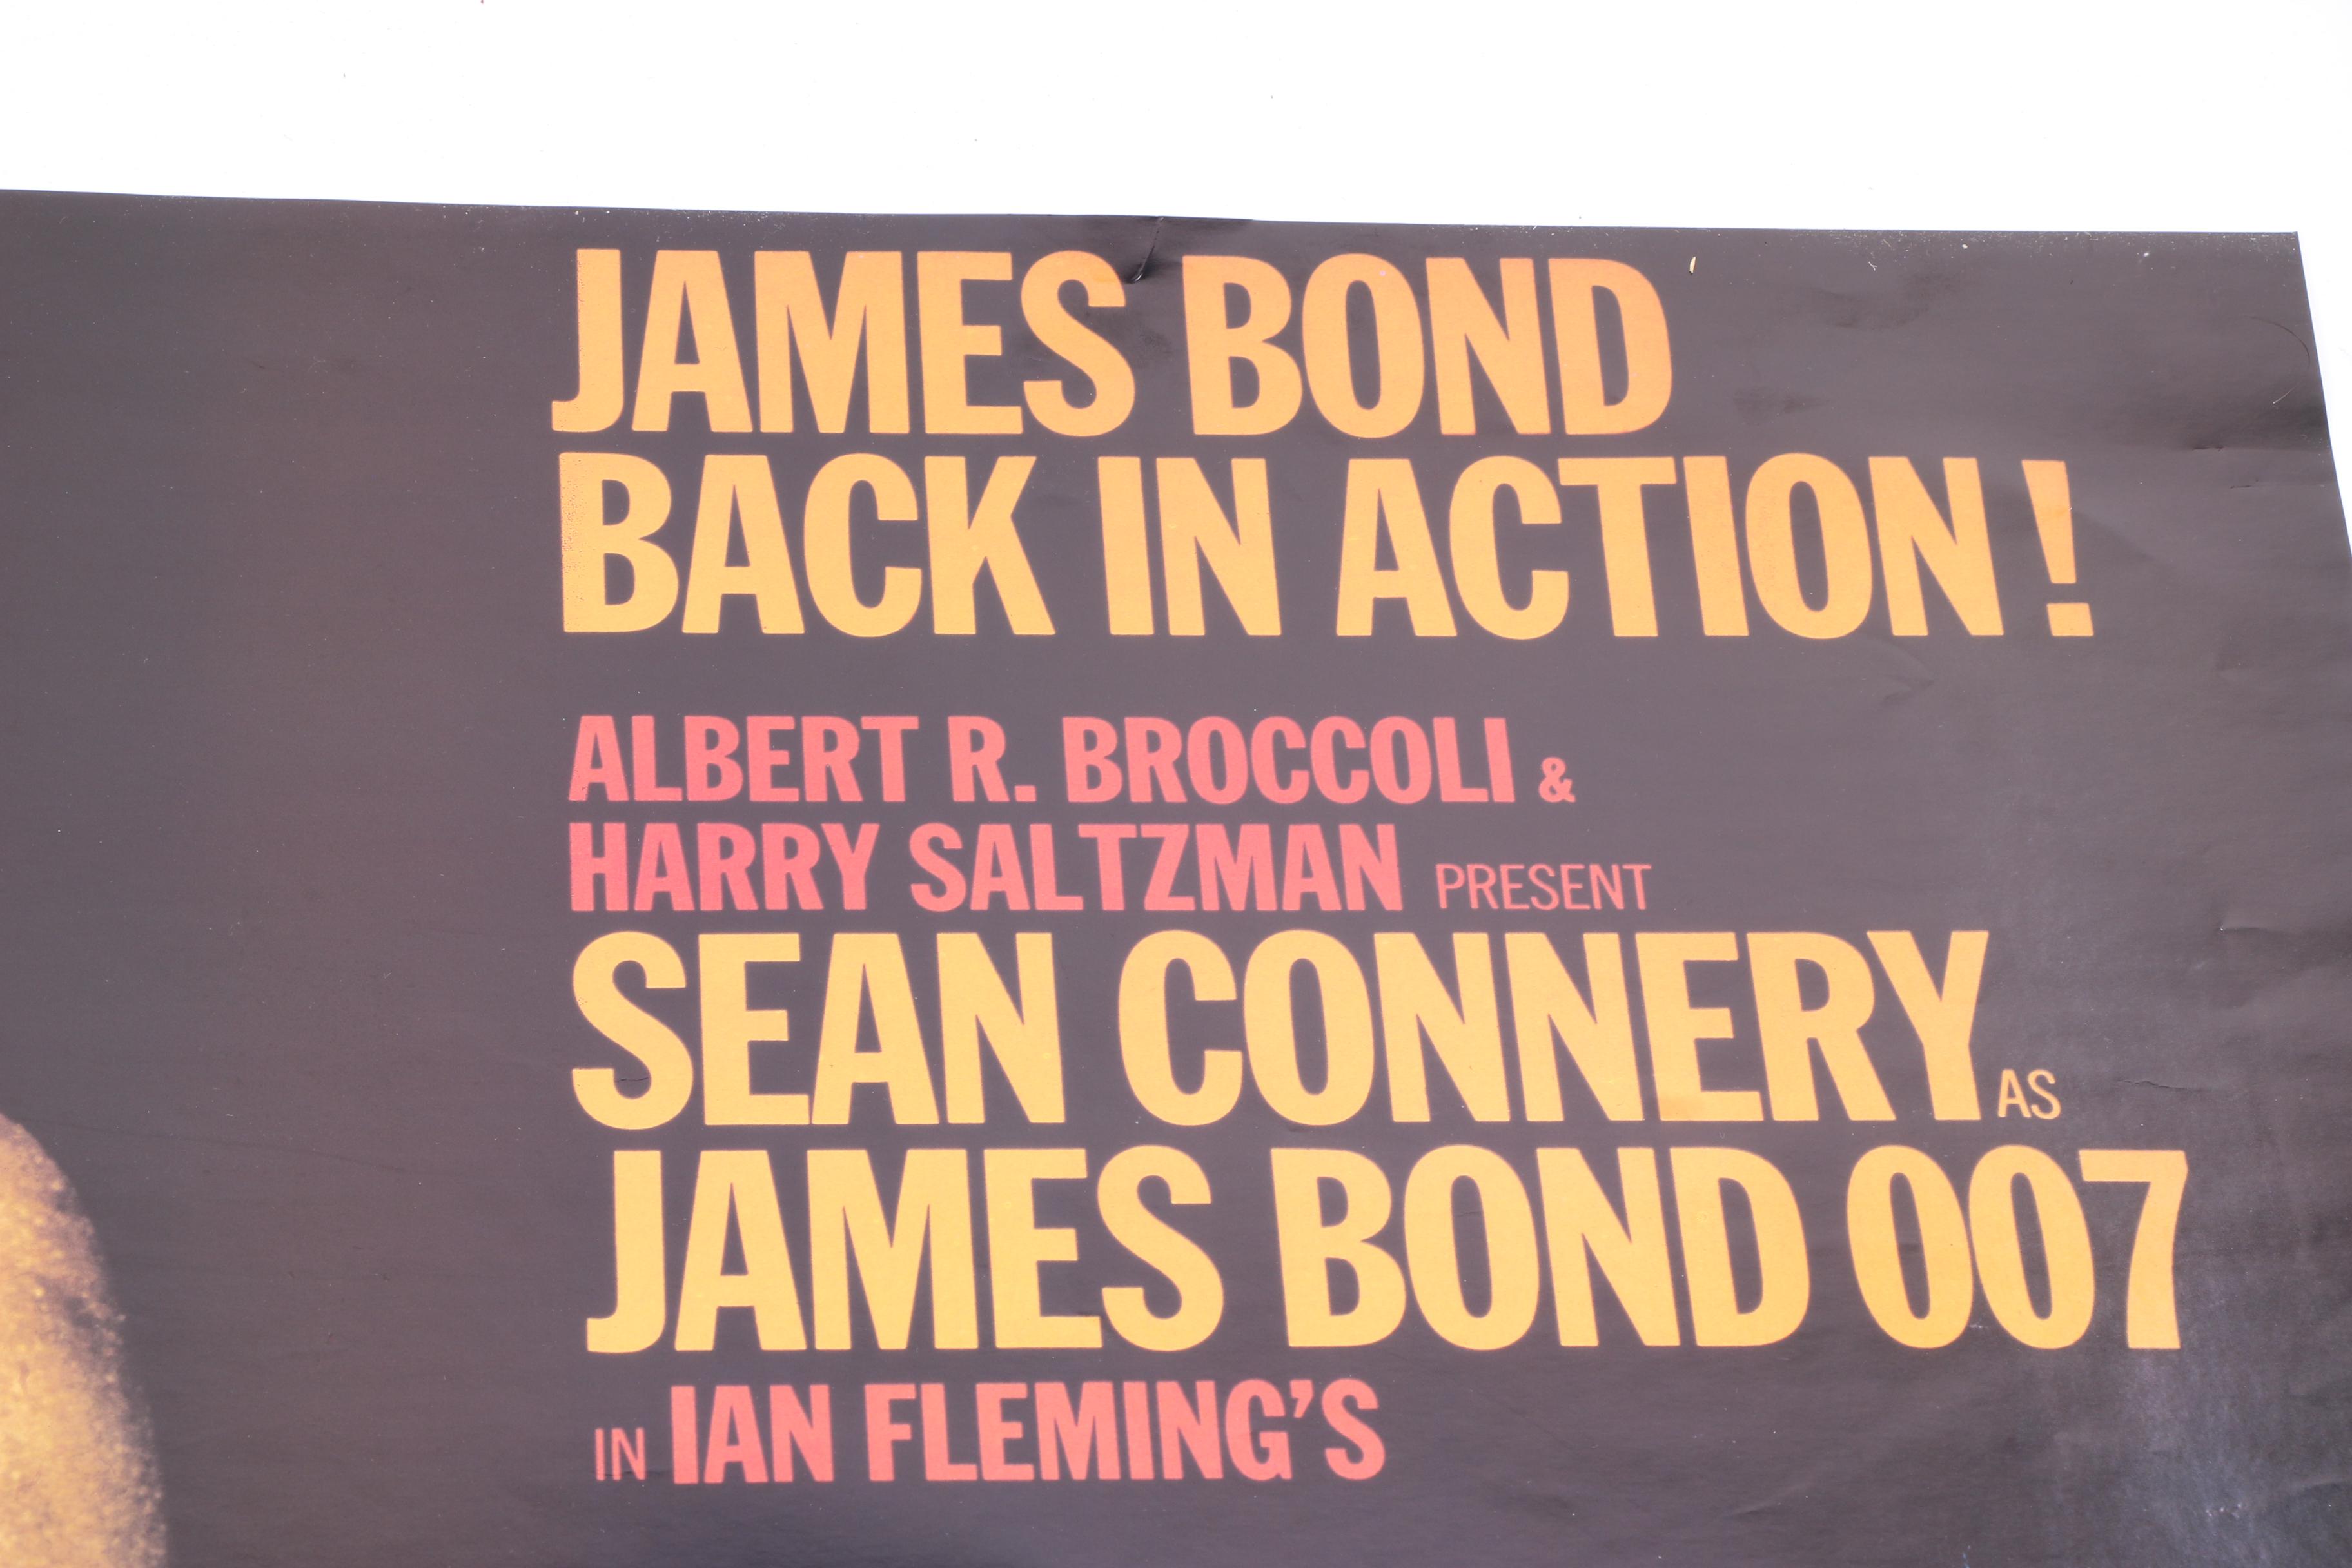 JAMES BOND
BACK IN ACTION!
ALBERT R. BROCCOLI &
HARRY SALTZMAN PRESENT
SEAN CONNERY AS
JAMES BOND 007
IN IAN FLEMING'S